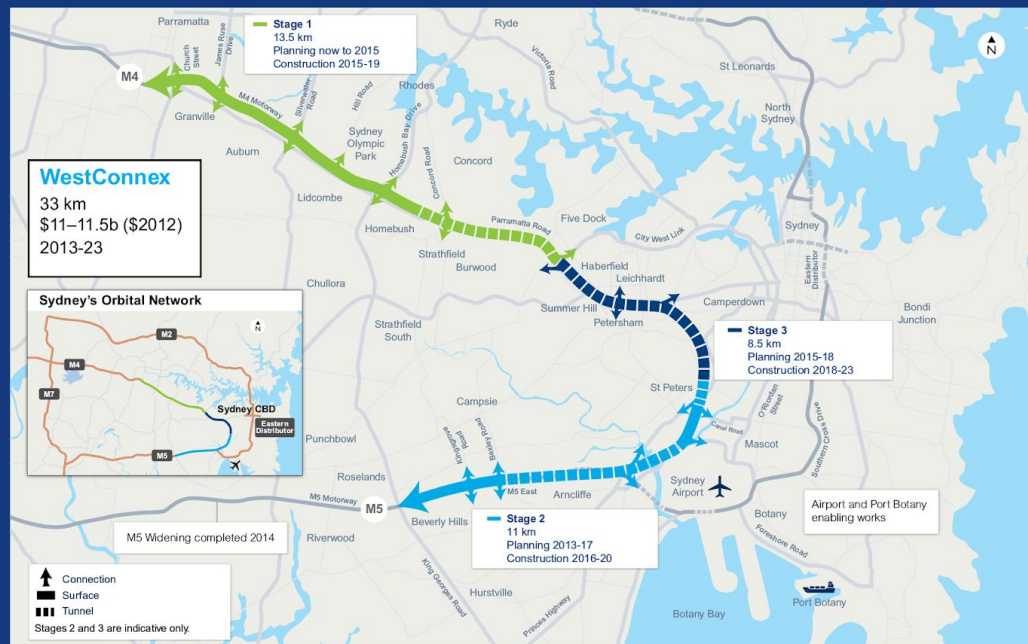 Parramatta
Church
Street
James Ruse
Drive
Stage 1
13.5 km
Planning now to 2015
Construction 2015-19
Ryde
Victoria Road
N
St Leonards
M4
M4 Motorway
Silverwater
Road
Hill Road
Rhodes
Granville
North
Sydney
Auburn
Sydney
Olympic
Park
Homebush Bay Drive
Concord Road
Concord
WestConnex
33 km
$11–11.5b ($2012)
2013-23
Lidcombe
Homebush
Parramatta Road
Five Dock
City West Link
Sydney
Strathfield
Burwood
Haberfield
Leichhardt
Eastern
Distributor
Chullora
Summer Hill
Petersham
Camperdown
Bondi
Junction
Sydney's Orbital Network
N
M2
M4
M7
Sydney CBD
Eastern
Distributor
M5
Strathfield
South
Stage 3
8.5 km
Planning 2015-18
Construction 2018-23
St Peters
O'Riordan
Street
Campsie
Canal Road
Mascot
Southern Cross Drive
Punchbowl
Kingsgrove
Road
Bexley Road
Roselands
M5 East
Arncliffe
Sydney
Airport
M5 Motorway
M5
Beverly Hills
Botany
Airport and Port Botany
enabling works
Stage 2
11 km
Planning 2013-17
Construction 2016-20
Foreshore Road
M5 Widening completed 2014
Riverwood
King Georges Road
Hurstville
Princes Highway
Botany Bay
Port Botany
Connection
Surface
Tunnel
Stages 2 and 3 are indicative only.